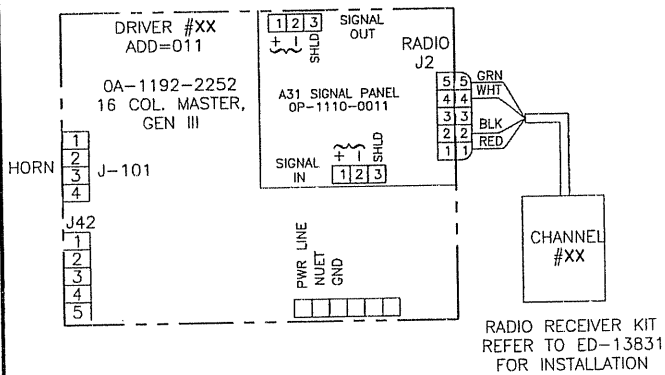 DRIVER #XX
ADD=011
0A-1192-2252
16 COL. MASTER,
GEN III
1 2 3
+ −
SHLD
SIGNAL
OUT
RADIO
J2
A31 SIGNAL PANEL
0P-1110-0011
5 5 GRN
4 4 WHT
3 3
2 2 BLK
1 1 RED
SIGNAL
IN
+ −
SHLD
1 2 3
HORN
1
2
3
4
J-101
J42
1
2
3
4
5
PWR LINE
NUET
GND
CHANNEL
#XX
RADIO RECEIVER KIT
REFER TO ED-13831
FOR INSTALLATION